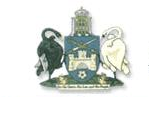 For the Queen, the Law and the People